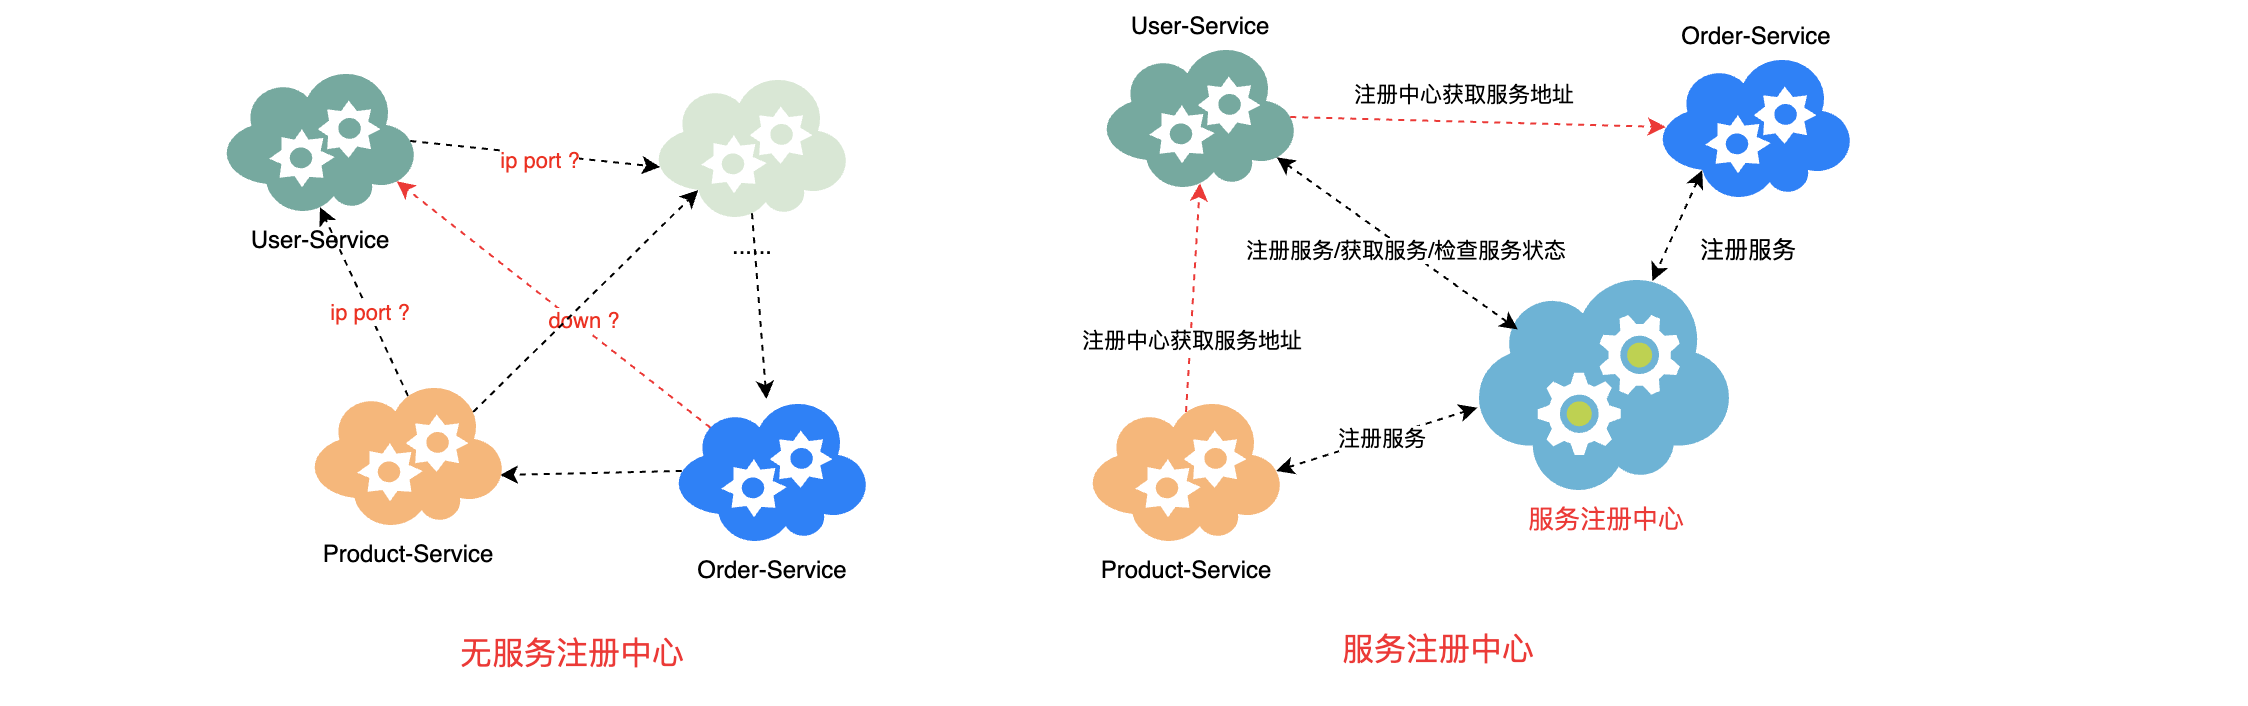 ip port ?
User-Service
......
ip port ?
down ?
Product-Service
Order-Service
无服务注册中心
User-Service
Order-Service
注册中心获取服务地址
注册服务/获取服务/检查服务状态
注册服务
注册中心获取服务地址
注册服务
服务注册中心
Product-Service
服务注册中心